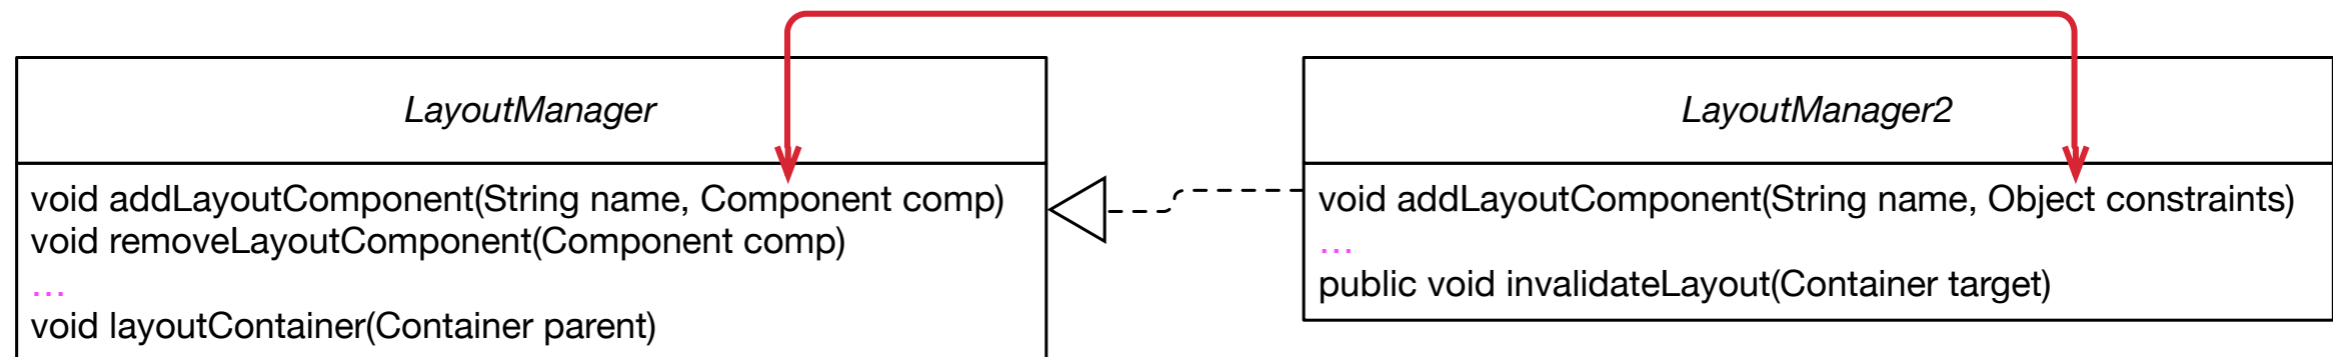 LayoutManager
void addLayoutComponent(String name, Component comp)
void removeLayoutComponent(Component comp)
...
void layoutContainer(Container parent)
LayoutManager2
void addLayoutComponent(String name, Object constraints)
...
public void invalidateLayout(Container target)